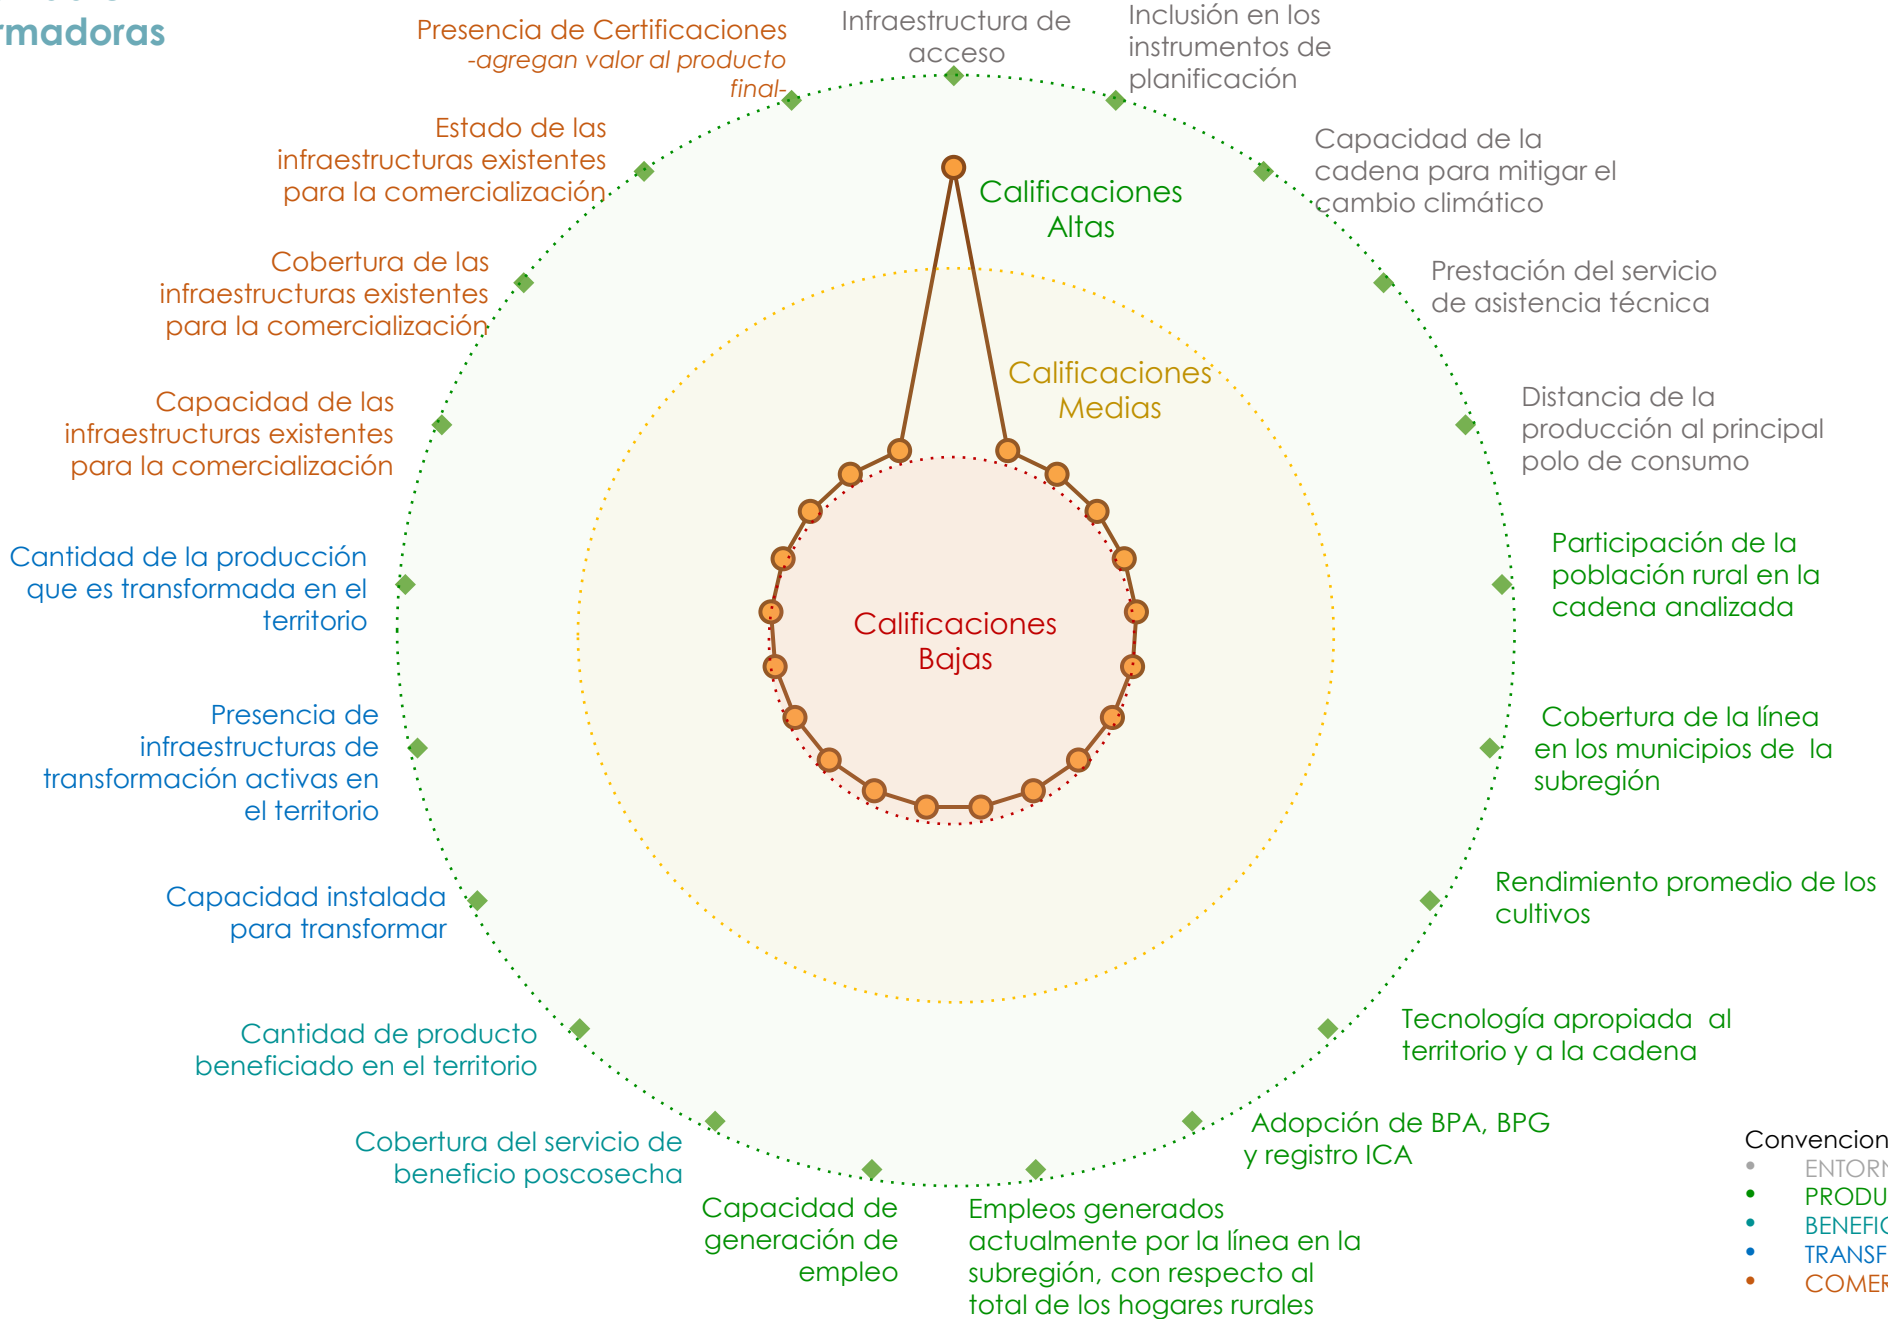 rmadoras
Presencia de Certificaciones
-agregan valor al producto
final-
Infraestructura de
acceso
Inclusión en los
instrumentos de
planificación
Estado de las
infraestructuras existentes
para la comercialización
Calificaciones
Altas
Capacidad de la
cadena para mitigar el
cambio climático
Cobertura de las
infraestructuras existentes
para la comercialización
Prestación del servicio
de asistencia técnica
Calificaciones
Medias
Capacidad de las
infraestructuras existentes
para la comercialización
Distancia de la
producción al principal
polo de consumo
Cantidad de la producción
que es transformada en el
territorio
Calificaciones
Bajas
Participación de la
población rural en la
cadena analizada
Presencia de
infraestructuras de
transformación activas en
el territorio
Cobertura de la línea
en los municipios de la
subregión
Capacidad instalada
para transformar
Rendimiento promedio de los
cultivos
Cantidad de producto
beneficiado en el territorio
Tecnología apropiada al
territorio y a la cadena
Cobertura del servicio de
beneficio poscosecha
Adopción de BPA, BPG
y registro ICA
Capacidad de
generación de
empleo
Empleos generados
actualmente por la línea en la
subregión, con respecto al
total de los hogares rurales
Convencion
• ENTORN
• PRODU
• BENEFIC
• TRANSF
• COMER